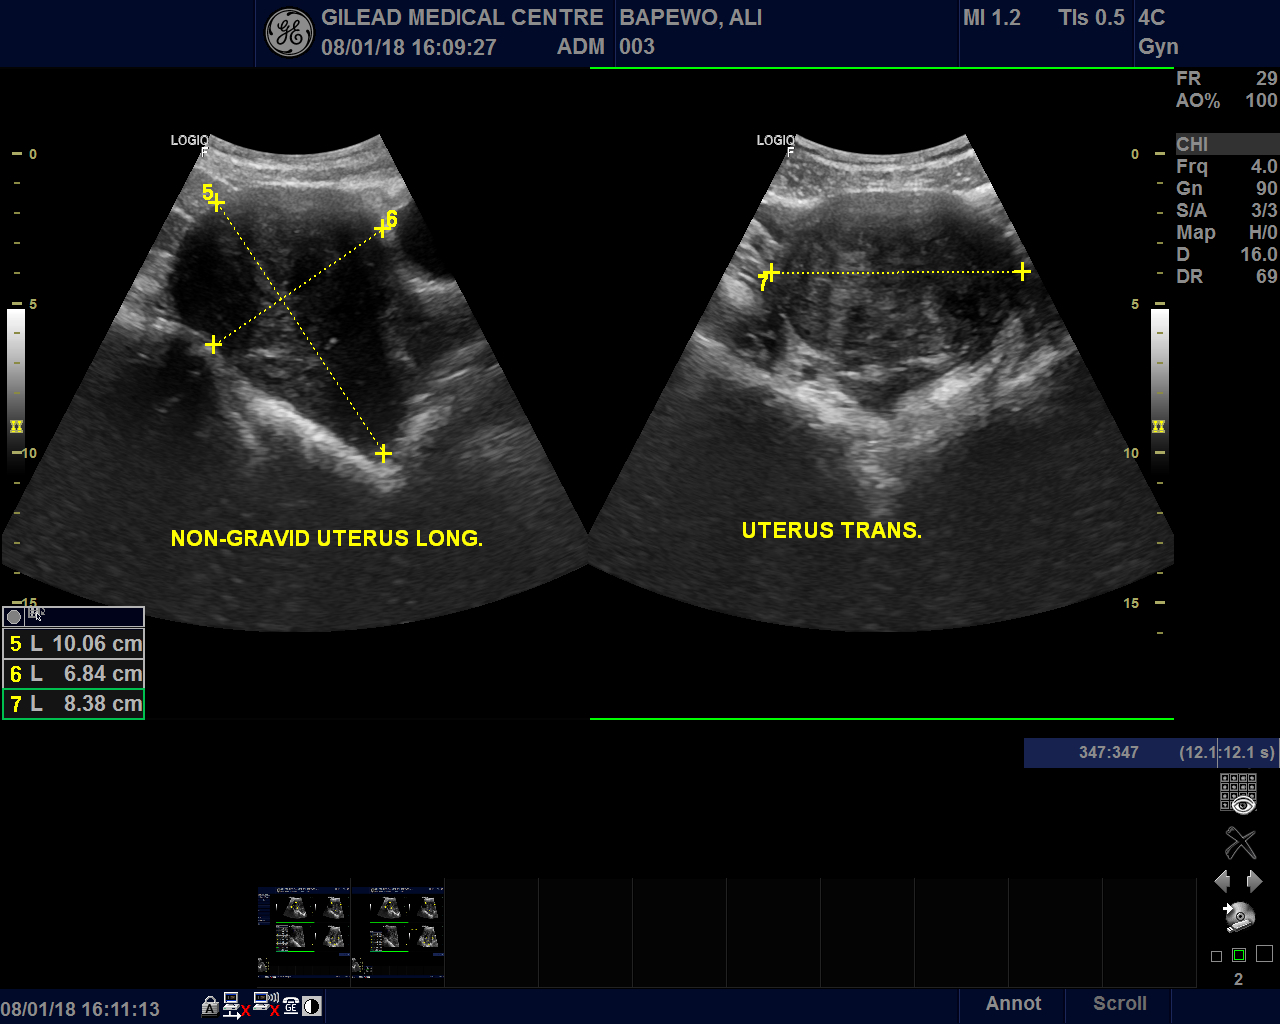 GILEAD MEDICAL CENTRE
BAPEWO, ALI
MI 1.2
TIs 0.5
4C
08/01/18 16:09:27
ADM
003
Gyn
FR 29
AO% 100
CHI
Frq 4.0
Gn 90
S/A 3/3
Map H/0
D 16.0
DR 69
LOGIQ
F
LOGIQ
F
0
5
10
15
0
5
10
15
5
6
7
NON-GRAVID UTERUS LONG.
UTERUS TRANS.
5 L 10.06 cm
6 L 6.84 cm
7 L 8.38 cm
347:347 (12.1:12.1 s)
2
08/01/18 16:11:13
A
GE
Annot
Scroll